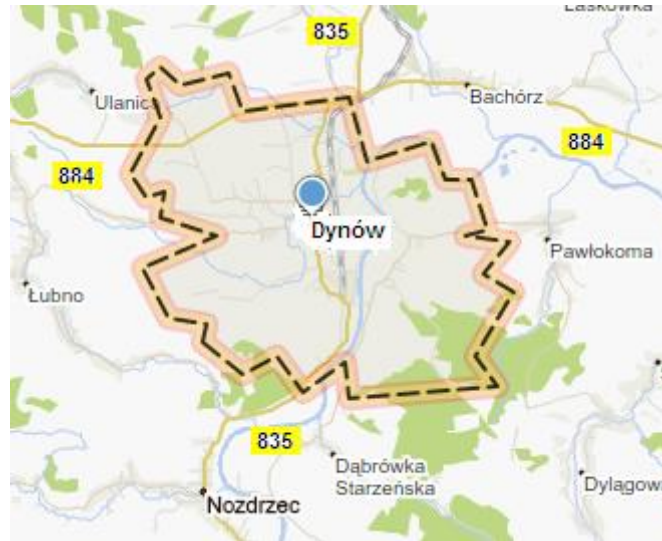 835
Ulanica
Bachórz
884
884
Dynów
Pawłokoma
Łubno
835
Dąbrówka
Starzeńska
Nozdrzec